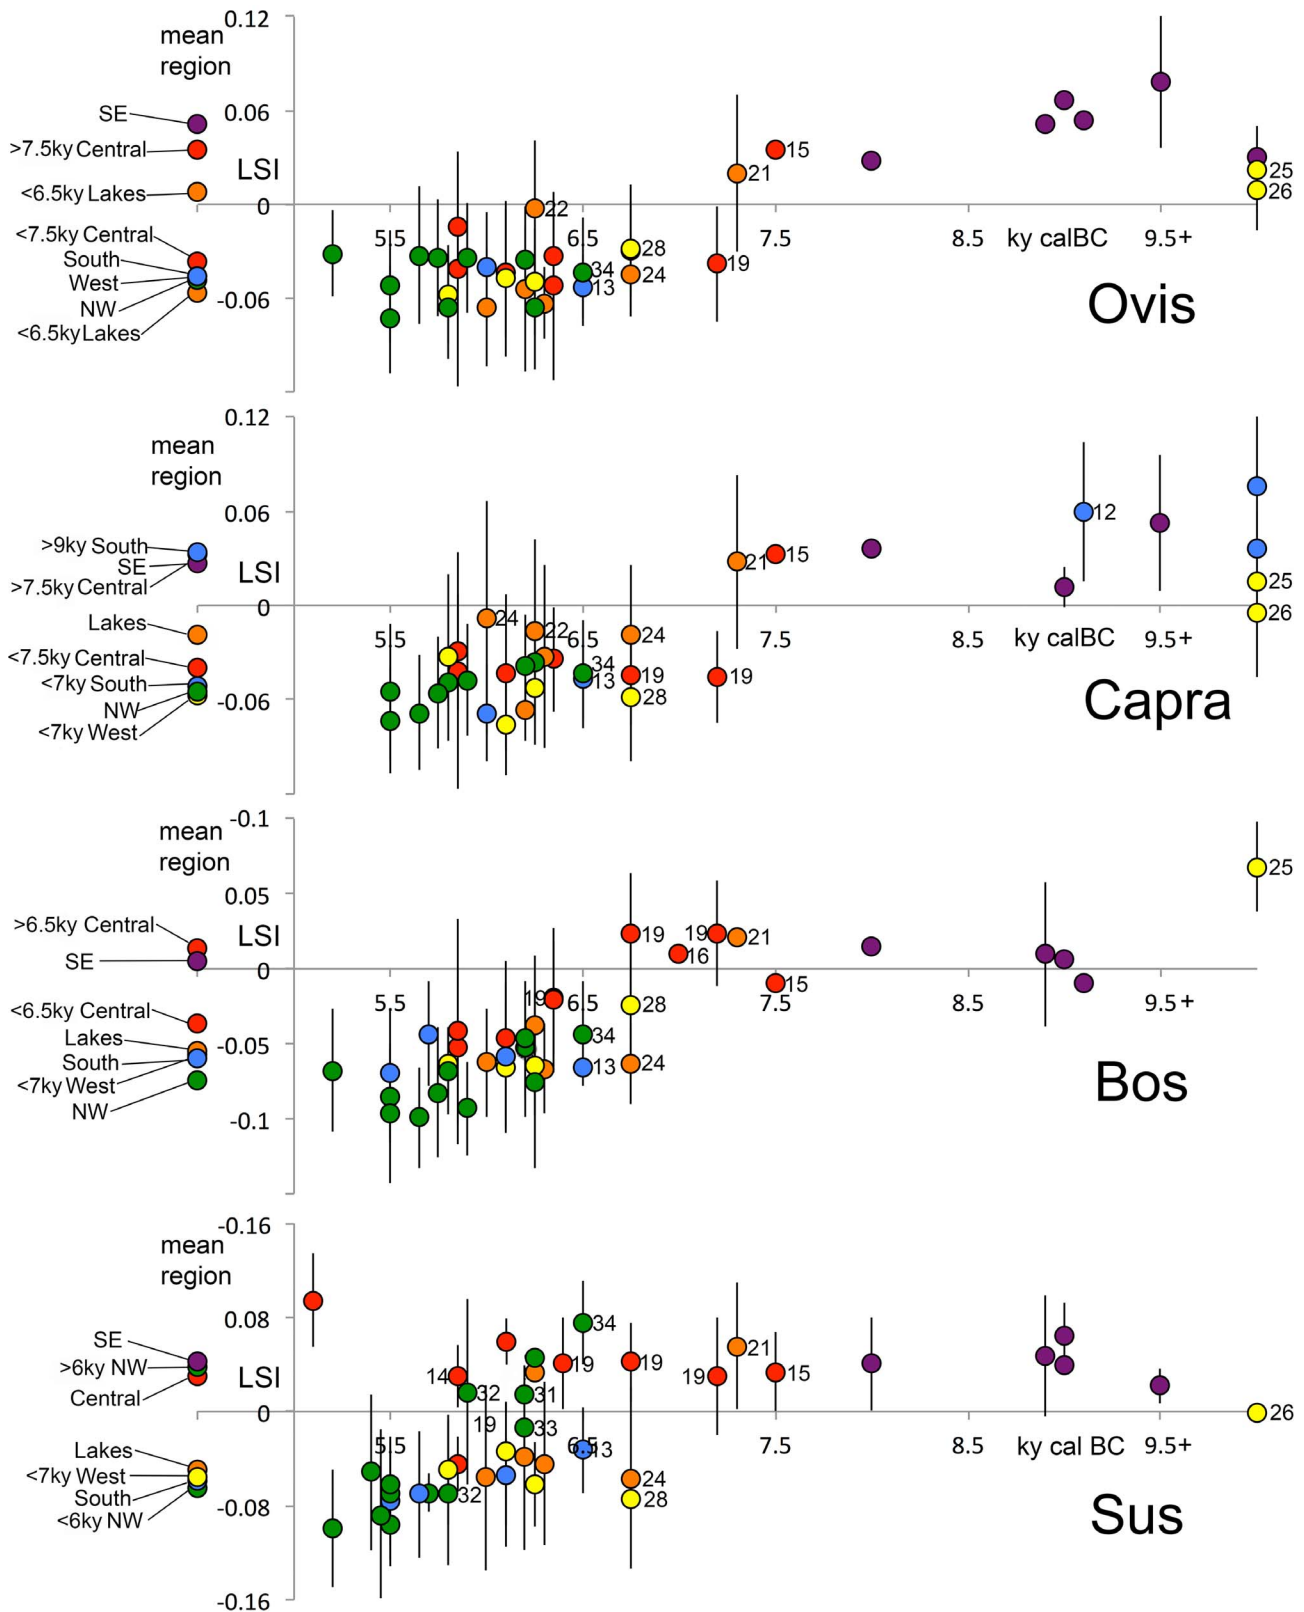 0.12
mean
region
SE
0.06
>7.5ky Central
LSI
15
21
25
<6.5ky Lakes
26
0
22
<7.5ky Central
5.5
6.5
28
7.5
8.5
ky calBC
9.5+
South
19
West
34
24
13
NW
-0.06
Ovis
<6.5kyLakes
0.12
mean
region
0.06
12
>9ky South
SE
LSI
21
15
25
>7.5ky Central
0
26
Lakes
24
22
24
5.5
6.5
7.5
8.5
ky calBC
9.5+
<7.5ky Central
34
19
19
<7ky South
13
28
NW
-0.06
Capra
<7ky West
-0.1
mean
region
25
0.05
>6.5ky Central
LSI
19
19
21
SE
16
0
15
19
5.5
6.5
7.5
8.5
ky calBC
9.5+
<6.5ky Central
28
Lakes
34
-0.05
South
13
24
<7ky West
NW
-0.1
Bos
-0.16
mean
region
0.08
34
SE
21
>6ky NW
LSI
14
19
19
19
15
Central
32
31
0
26
19
33
Lakes
5.5
6.5
13
7.5
8.5
ky cal BC
9.5+
<7ky West
24
South
32
28
<6ky NW
-0.08
Sus
-0.16